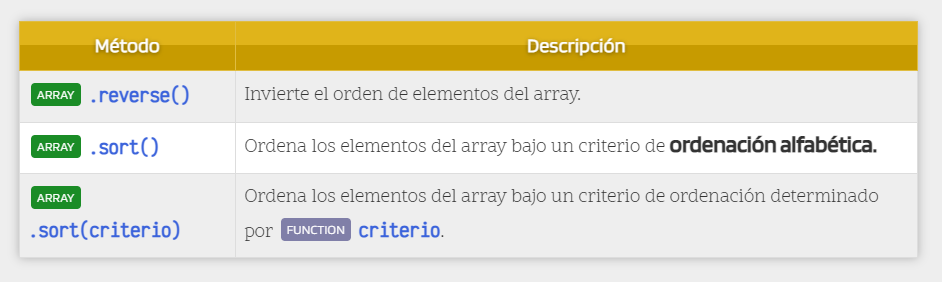 Método Descripción
ARRAY .reverse() Invierte el orden de elementos del array.
ARRAY .sort() Ordena los elementos del array bajo un criterio de ordenación alfabética.
ARRAY
.sort(criterio)
Ordena los elementos del array bajo un criterio de ordenación determinado
por FUNCTION criterio.